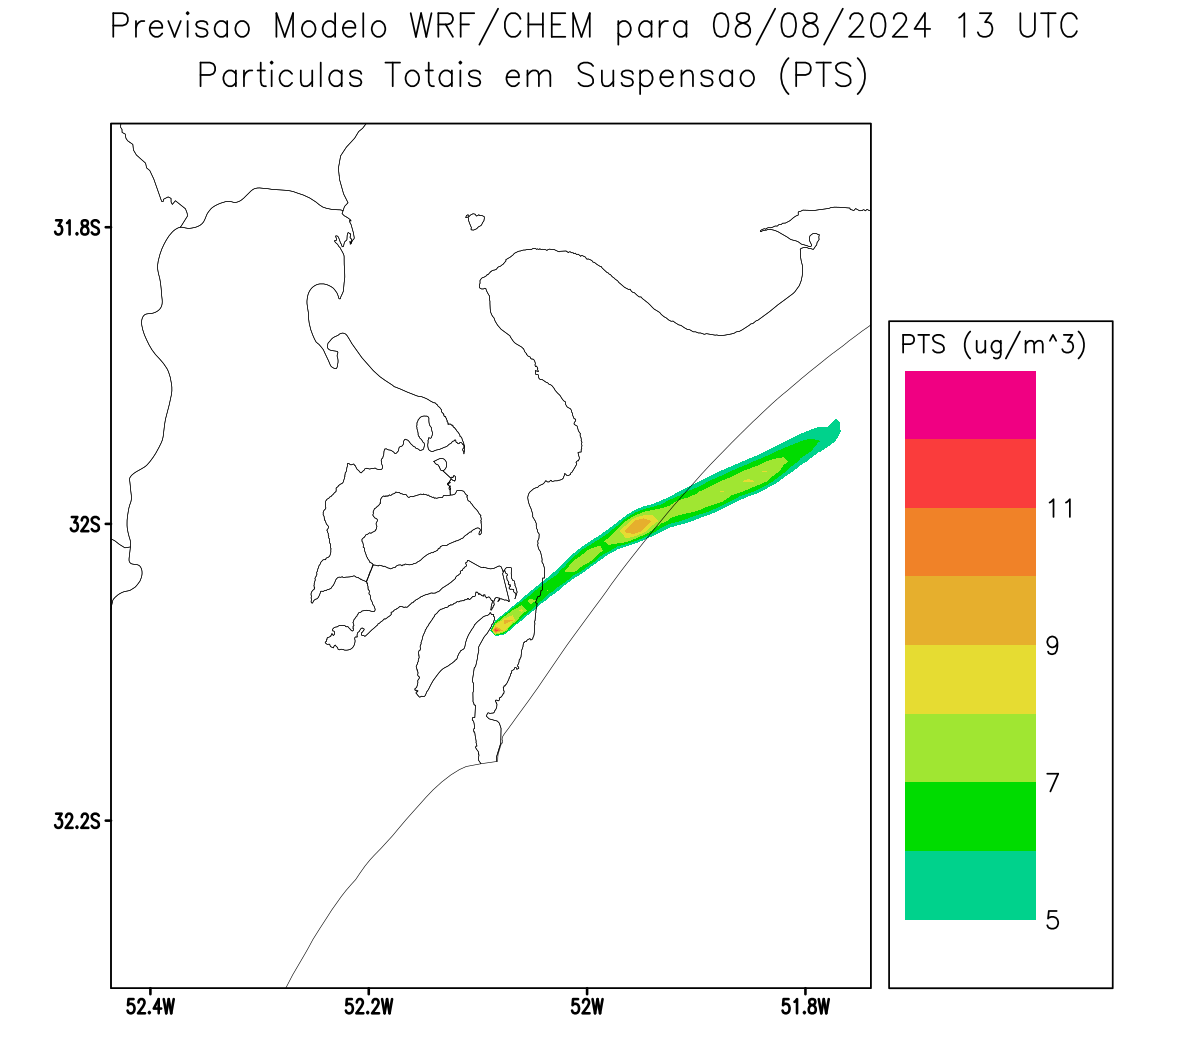 Previsao Modelo WRF/CHEM para 08/08/2024 13 UTC
Particulas Totais em Suspensao (PTS)
31.8S
32S
32.2S
52.4W
52.2W
52W
51.8W
PTS (ug/m^3)
11
9
7
5